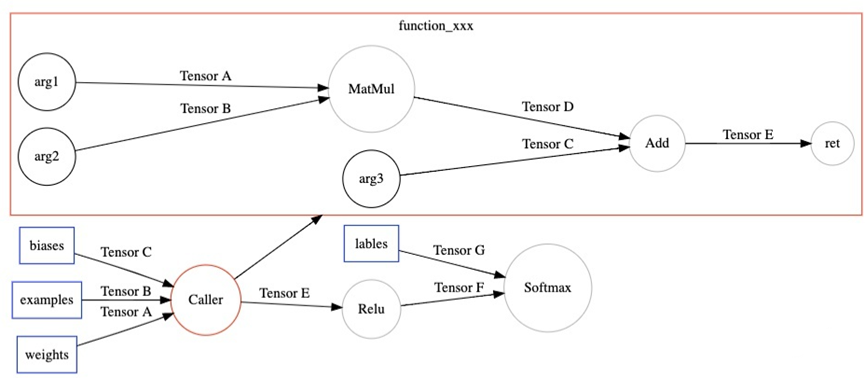 function_xxx
arg1
Tensor A
MatMul
Tensor B
arg2
Tensor D
Tensor C
Add
Tensor E
ret
arg3
biases
Tensor C
examples
Tensor B
Tensor A
weights
Caller
Tensor E
lables
Tensor G
Relu
Tensor F
Softmax